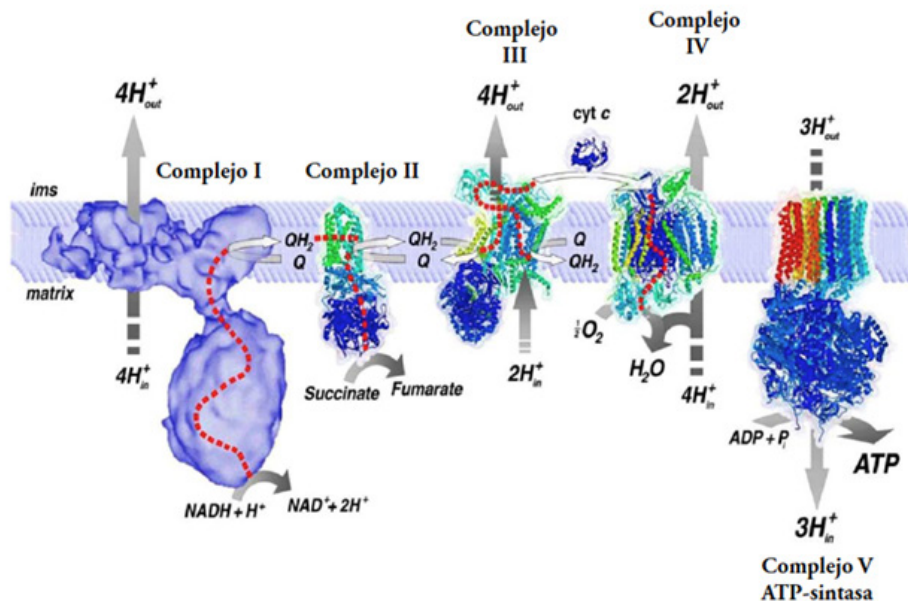 Complejo
III
Complejo
IV
4H⁺out
4H⁺out
cyt c
2H⁺out
3H⁺out
Complejo I
Complejo II
ims
QH₂
Q
QH₂
Q
Q
QH₂
matrix
4H⁺in
Succinate
Fumarate
2H⁺in
½O₂
H₂O
4H⁺in
ADP + Pᵢ
ATP
NADH + H⁺
NAD⁺ + 2H⁺
3H⁺in
Complejo V
ATP-sintasa